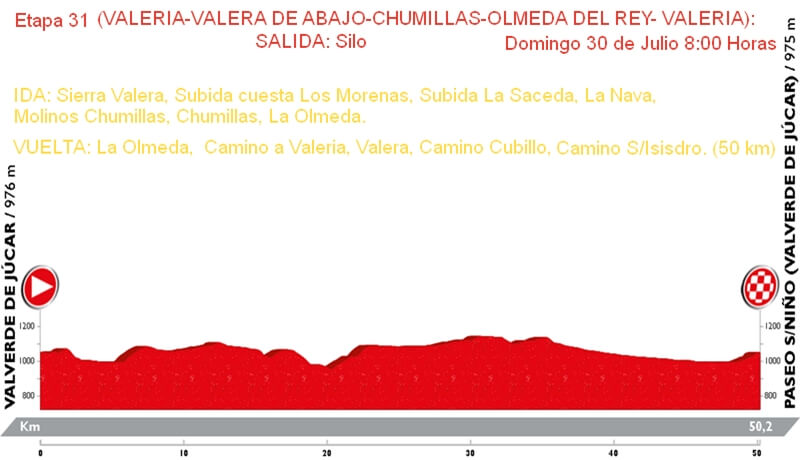 Etapa 31 (VALERIA-VALERA DE ABAJO-CHUMILLAS-OLMEDA DEL REY- VALERIA):
SALIDA: Silo
Domingo 30 de Julio 8:00 Horas
IDA: Sierra Valera, Subida cuesta Los Morenas, Subida La Saceda, La Nava,
Molinos Chumillas, Chumillas, La Olmeda.
VUELTA: La Olmeda, Camino a Valeria, Valera, Camino Cubillo, Camino S/Isisdro. (50 km)
VALVERDE DE JÚCAR / 976 m
PASEO S/NIÑO (VALVERDE DE JÚCAR) / 975 m
1200
1000
800
1200
1000
800
Km
50,2
0
10
20
30
40
50